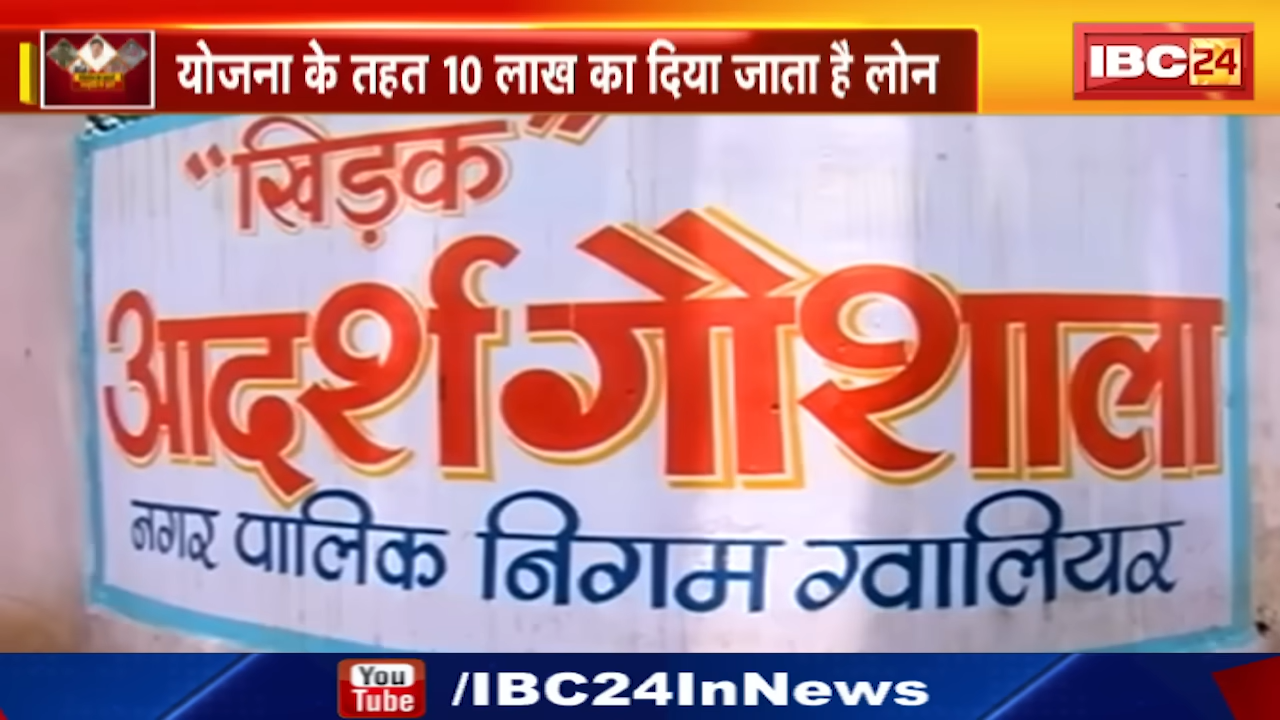 योजना के तहत 10 लाख का दिया जाता है लोन
IBC24
"खिड़क"
आदर्श गौशाला
नगर पालिक निगम ग्वालियर
You
Tube
/IBC24InNews